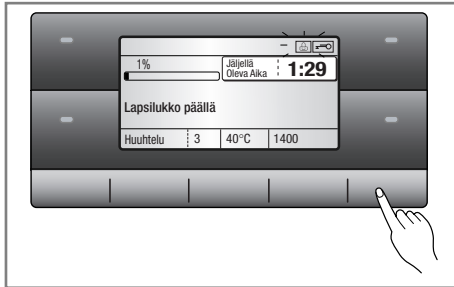 1%
Jäljellä
Oleva Aika
1:29
Lapsilukko päällä
Huuhtelu 3 40°C 1400